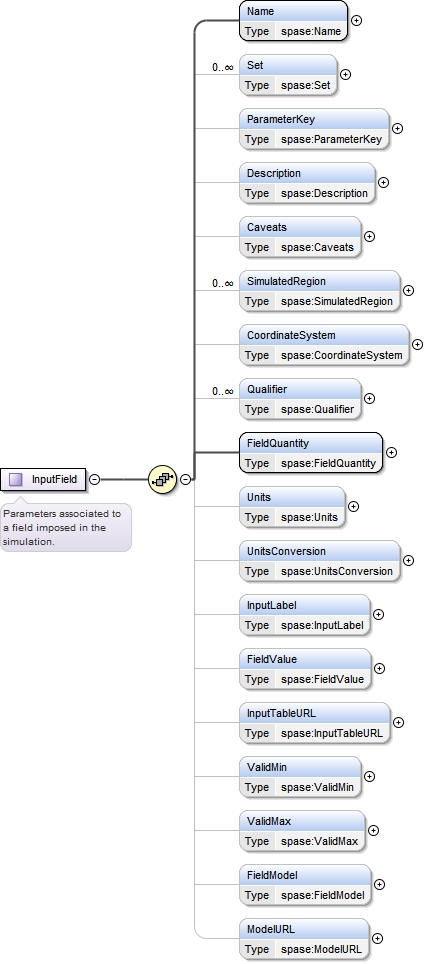 Name
Type spase:Name
0..∞
Set
Type spase:Set
ParameterKey
Type spase:ParameterKey
Description
Type spase:Description
Caveats
Type spase:Caveats
0..∞
SimulatedRegion
Type spase:SimulatedRegion
CoordinateSystem
Type spase:CoordinateSystem
0..∞
Qualifier
Type spase:Qualifier
FieldQuantity
Type spase:FieldQuantity
InputField
Parameters associated to
a field imposed in the
simulation.
Units
Type spase:Units
UnitsConversion
Type spase:UnitsConversion
InputLabel
Type spase:InputLabel
FieldValue
Type spase:FieldValue
InputTableURL
Type spase:InputTableURL
ValidMin
Type spase:ValidMin
ValidMax
Type spase:ValidMax
FieldModel
Type spase:FieldModel
ModelURL
Type spase:ModelURL